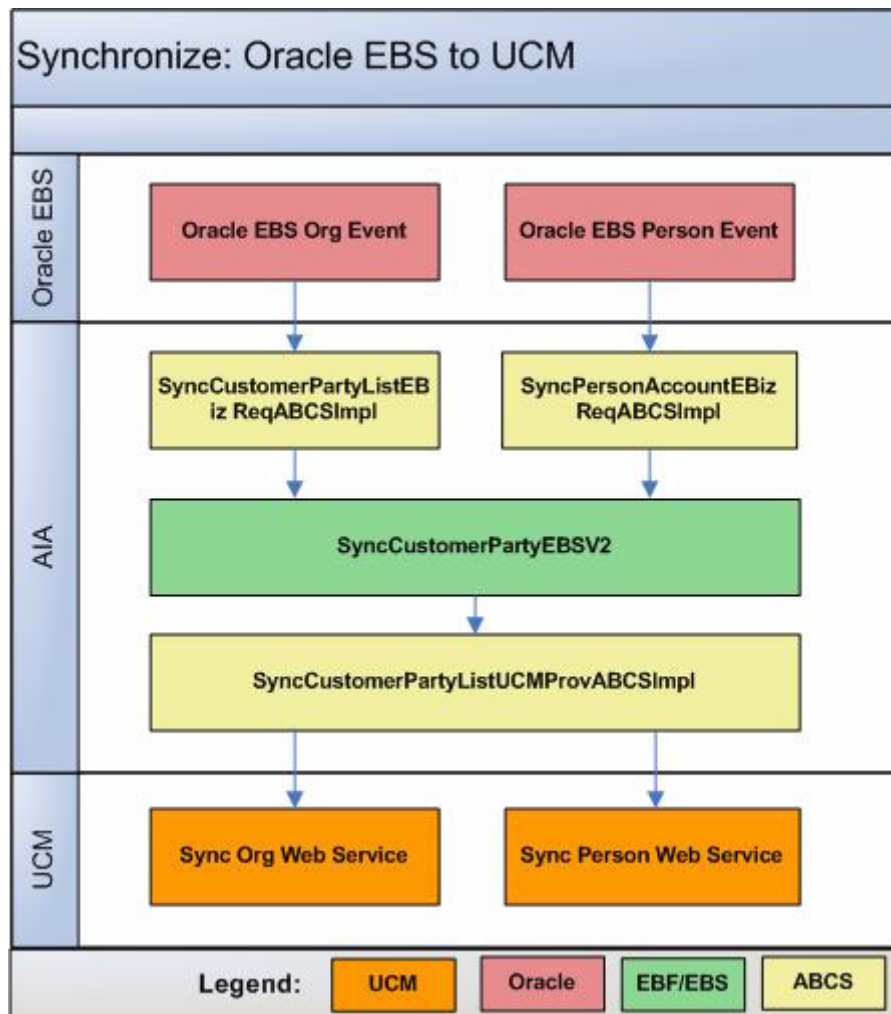 Synchronize: Oracle EBS to UCM
Oracle EBS
Oracle EBS Org Event
Oracle EBS Person Event
AIA
SyncCustomerPartyListEB
iz ReqABCSImpl
SyncPersonAccountEBiz
ReqABCSImpl
SyncCustomerPartyEBSV2
SyncCustomerPartyListUCMProvABCSImpl
UCM
Sync Org Web Service
Sync Person Web Service
Legend:
UCM
Oracle
EBF/EBS
ABCS